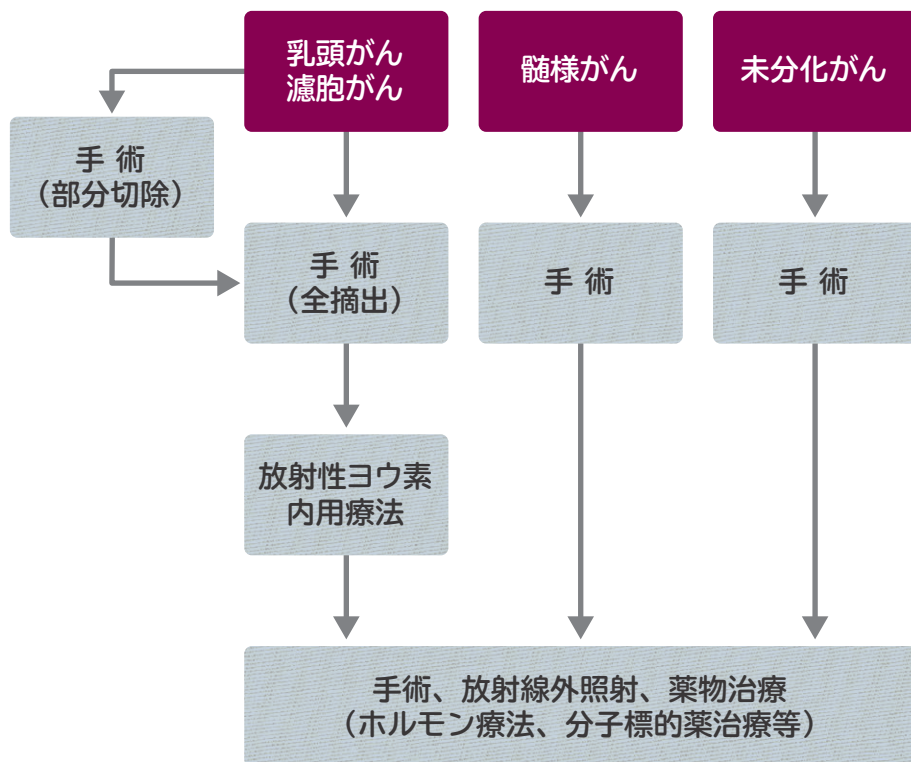 乳頭がん
濾胞がん
髄様がん
未分化がん
手 術
（部分切除）
手 術
（全摘出）
手 術
手 術
放射性ヨウ素
内用療法
手術、放射線外照射、薬物治療
（ホルモン療法、分子標的薬治療等）